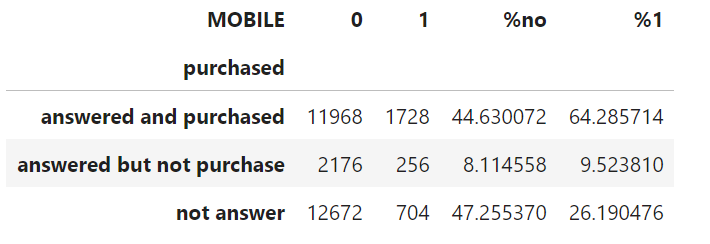 MOBILE 0 1 %no %1
purchased
answered and purchased 11968 1728 44.630072 64.285714
answered but not purchase 2176 256 8.114558 9.523810
not answer 12672 704 47.255370 26.190476